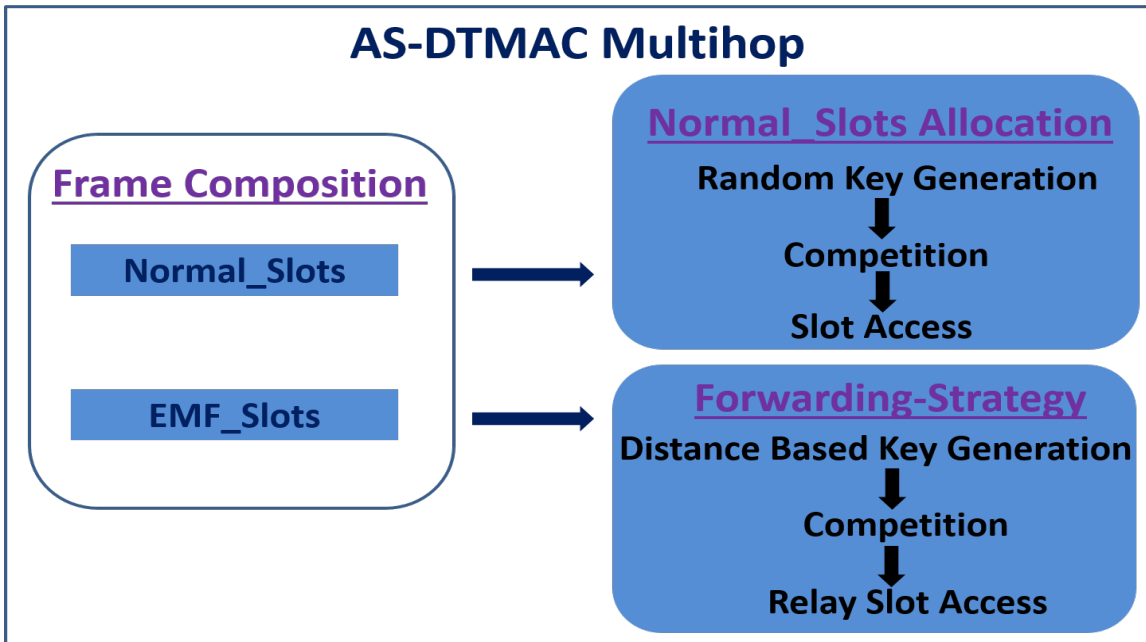 AS-DTMAC Multihop
Frame Composition
Normal_Slots
EMF_Slots
Normal_Slots Allocation
Random Key Generation
Competition
Slot Access
Forwarding-Strategy
Distance Based Key Generation
Competition
Relay Slot Access